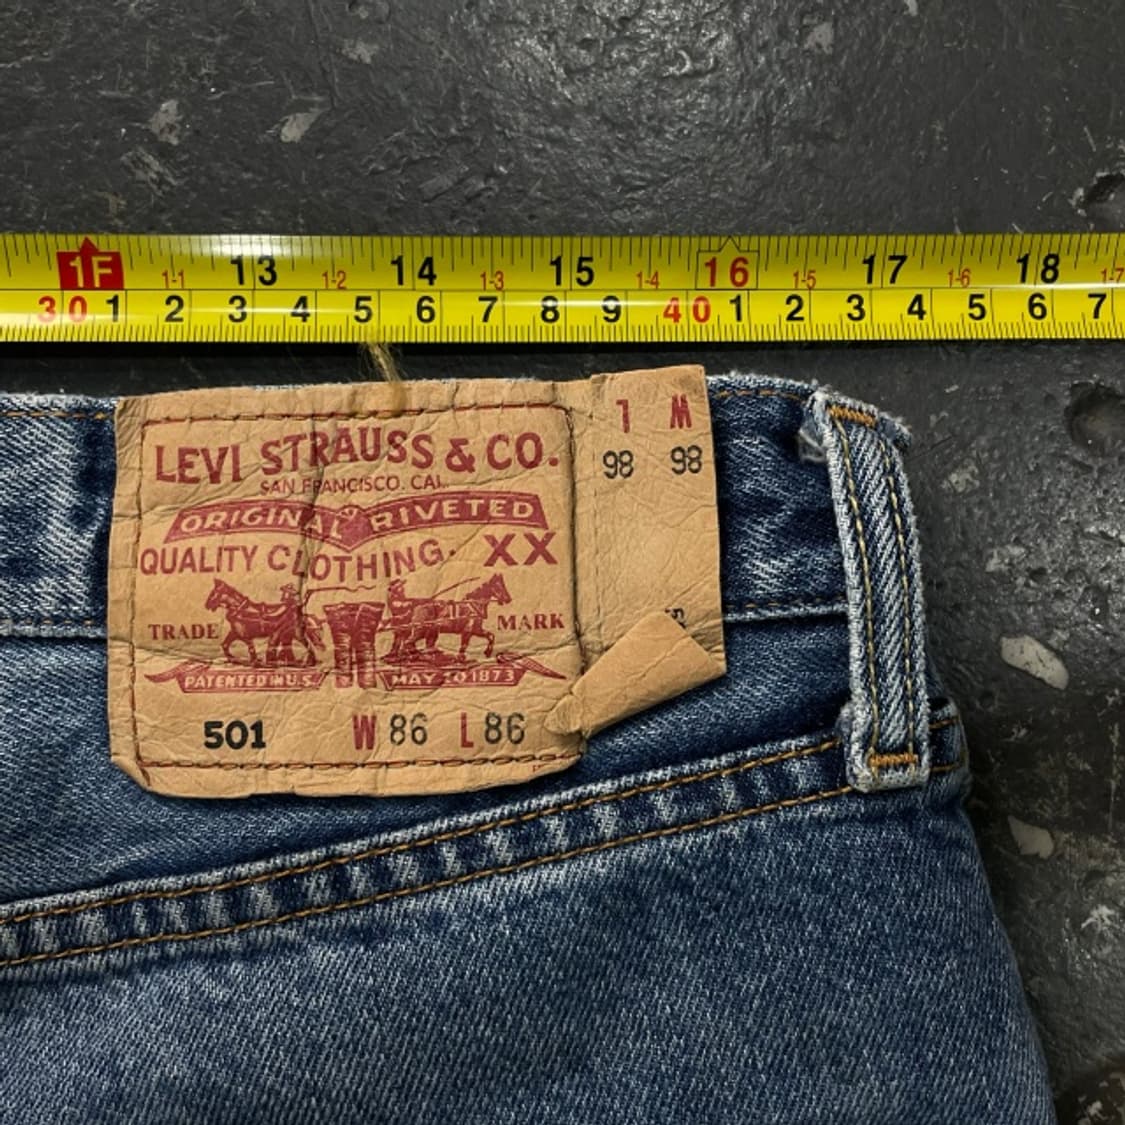 1F 1-1 13 1-2 14 1-3 15 1-4 16 1-5 17 1-6 18 1-7
30 1 2 3 4 5 6 7 8 9 40 1 2 3 4 5 6 7
LEVI STRAUSS & CO.
SAN FRANCISCO. CAL.
ORIGINAL RIVETED
QUALITY CLOTHING. XX
TRADE MARK
PATENTED IN U.S. MAY 20 1873
501 W 86 L 86
86 86
W L